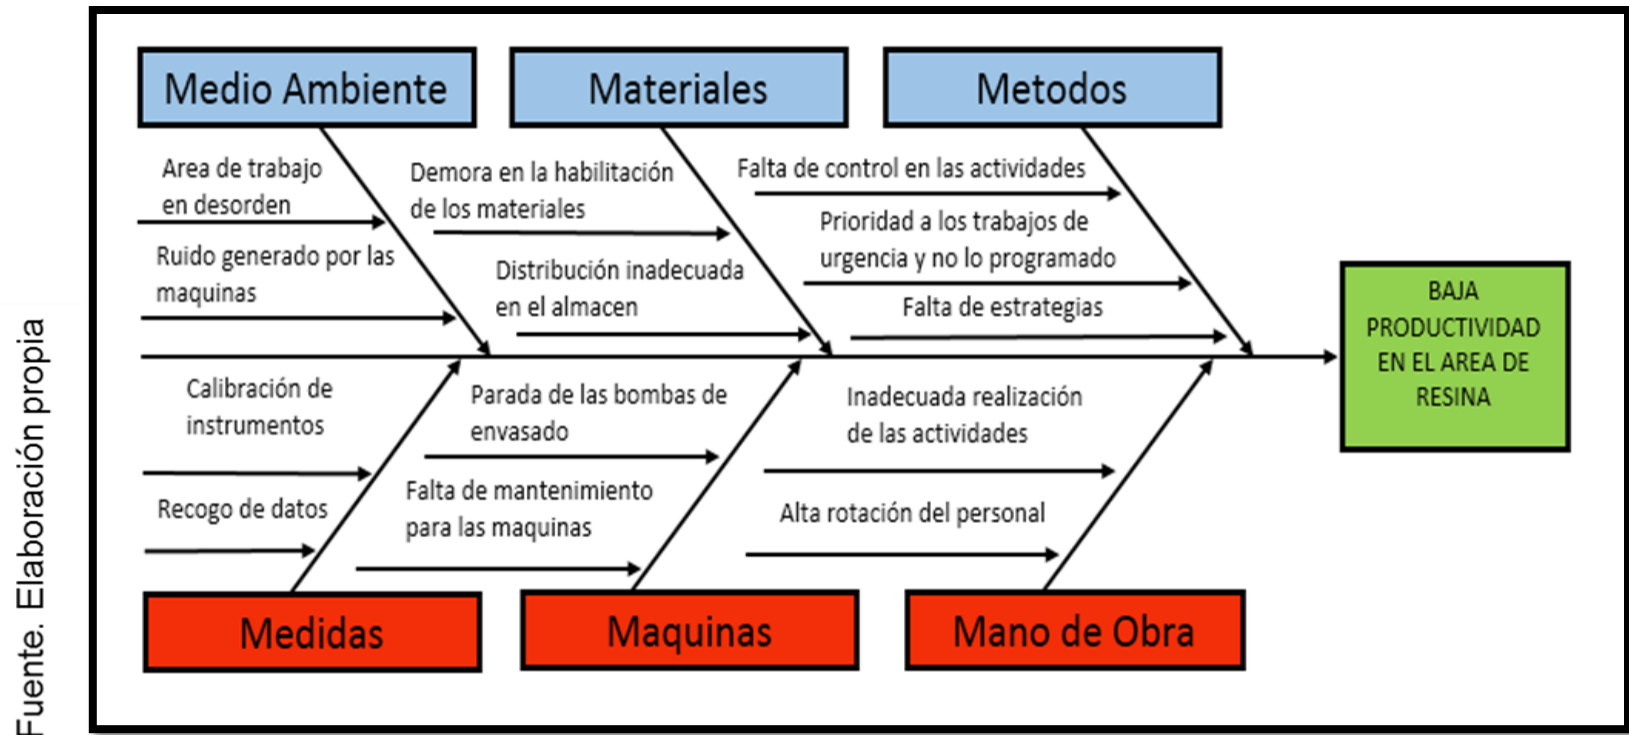 Medio Ambiente
Materiales
Metodos
Area de trabajo
en desorden
Ruido generado por las
maquinas
Demora en la habilitación
de los materiales
Distribución inadecuada
en el almacen
Falta de control en las actividades
Prioridad a los trabajos de
urgencia y no lo programado
Falta de estrategias
BAJA
PRODUCTIVIDAD
EN EL AREA DE
RESINA
Calibración de
instrumentos
Recogo de datos
Parada de las bombas de
envasado
Falta de mantenimiento
para las maquinas
Inadecuada realización
de las actividades
Alta rotación del personal
Medidas
Maquinas
Mano de Obra
Fuente. Elaboración propia